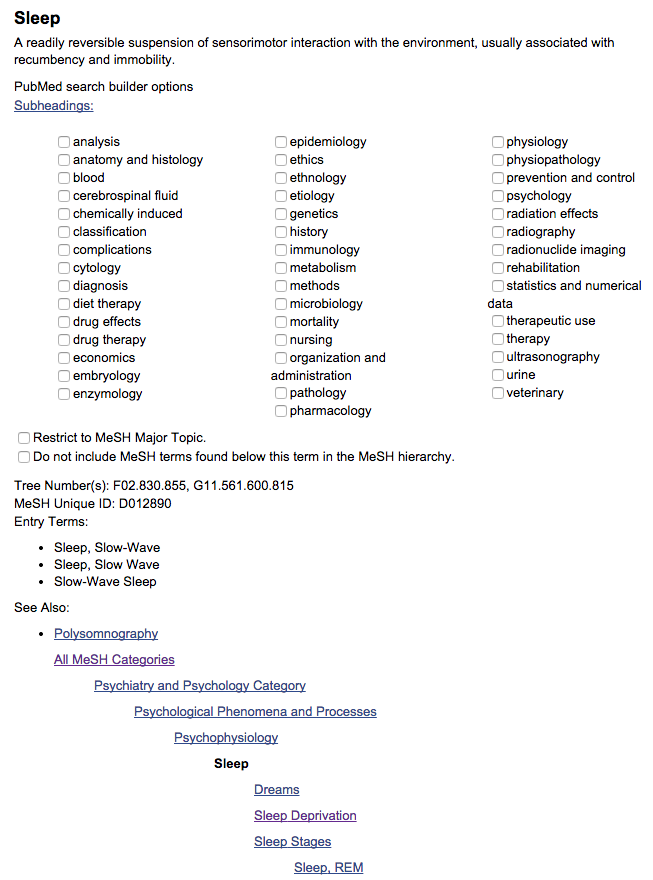 Sleep
A readily reversible suspension of sensorimotor interaction with the environment, usually associated with
recumbency and immobility.
PubMed search builder options
Subheadings:
analysis
anatomy and histology
blood
cerebrospinal fluid
chemically induced
classification
complications
cytology
diagnosis
diet therapy
drug effects
drug therapy
economics
embryology
enzymology
epidemiology
ethics
ethnology
etiology
genetics
history
immunology
metabolism
methods
microbiology
mortality
nursing
organization and
administration
pathology
pharmacology
physiology
physiopathology
prevention and control
psychology
radiation effects
radiography
radionuclide imaging
rehabilitation
statistics and numerical
data
therapeutic use
therapy
ultrasonography
urine
veterinary
Restrict to MeSH Major Topic.
Do not include MeSH terms found below this term in the MeSH hierarchy.
Tree Number(s): F02.830.855, G11.561.600.815
MeSH Unique ID: D012890
Entry Terms:
• Sleep, Slow-Wave
• Sleep, Slow Wave
• Slow-Wave Sleep
See Also:
• Polysomnography
All MeSH Categories
Psychiatry and Psychology Category
Psychological Phenomena and Processes
Psychophysiology
Sleep
Dreams
Sleep Deprivation
Sleep Stages
Sleep, REM